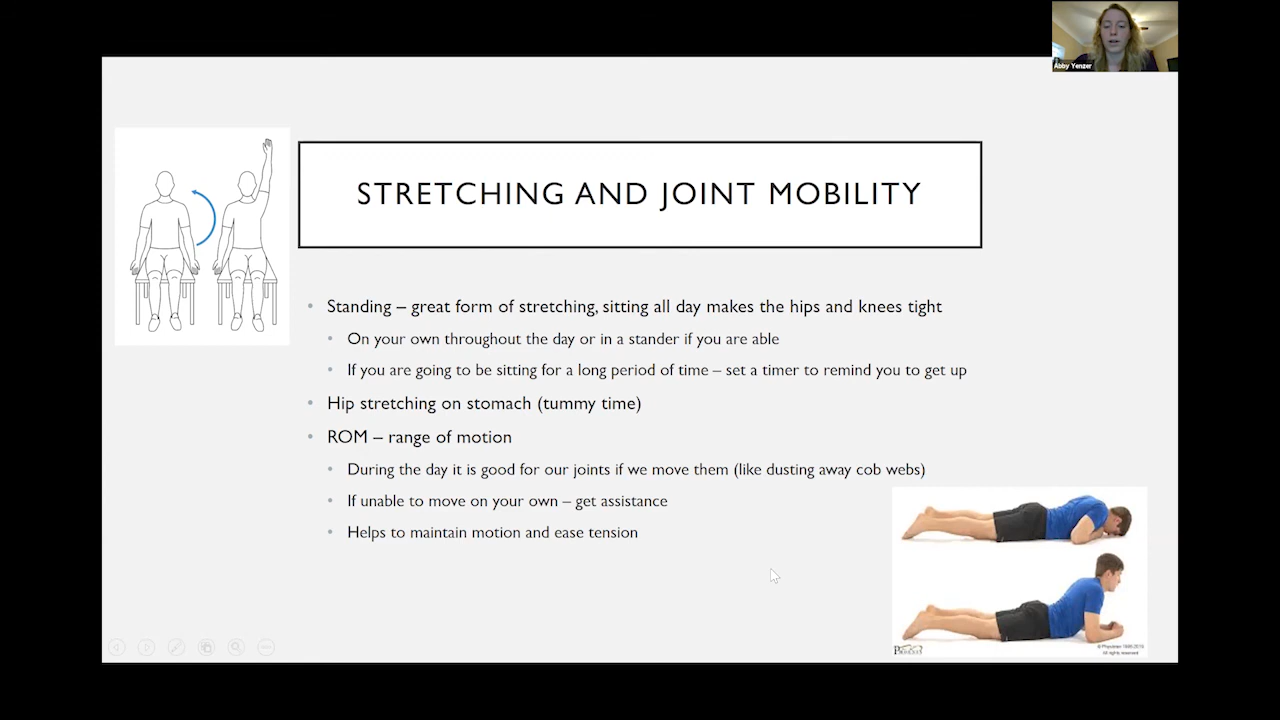 Abby Yenzer
STRETCHING AND JOINT MOBILITY
• Standing – great form of stretching, sitting all day makes the hips and knees tight
• On your own throughout the day or in a stander if you are able
• If you are going to be sitting for a long period of time – set a timer to remind you to get up
• Hip stretching on stomach (tummy time)
• ROM – range of motion
• During the day it is good for our joints if we move them (like dusting away cob webs)
• If unable to move on your own – get assistance
• Helps to maintain motion and ease tension
All rights reserved